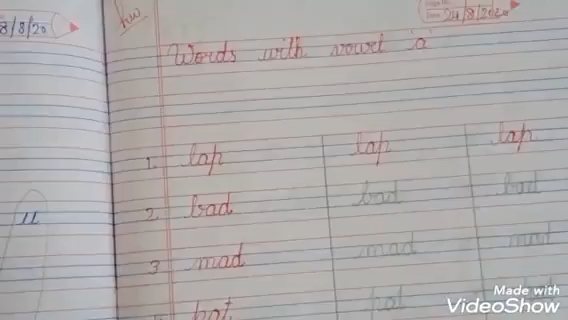 8/8/20
hw
24/8/2020
Words with vowel 'a'
1. lap lap lap
2. bad bad bad
3. mad mad mad
u
Made with
VideoShow